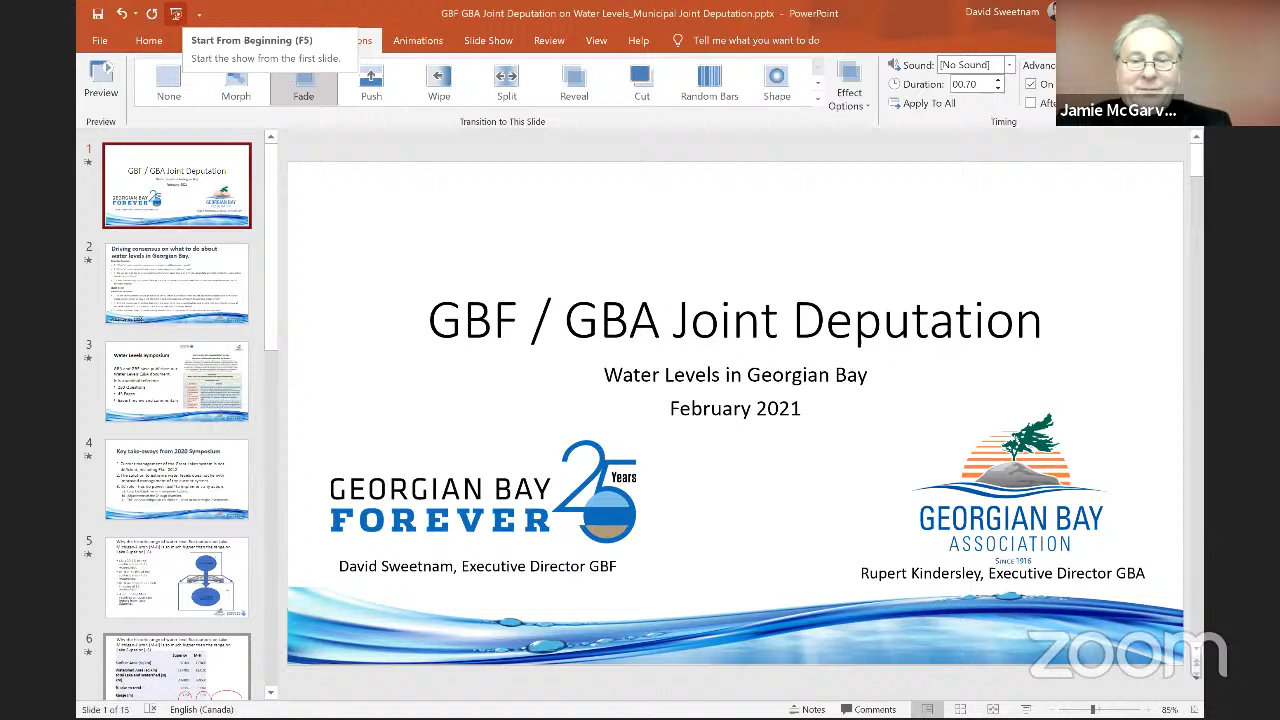 GBF GBA Joint Deputation on Water Levels_Municipal Joint Deputation.pptx - PowerPoint
David Sweetnam
File
Home
ons
Animations
Slide Show
Review
View
Help
Tell me what you want to do
Start From Beginning (F5)
Start the show from the first slide.
Preview
None
Morph
Fade
Push
Wipe
Split
Reveal
Cut
Random Bars
Shape
Effect
Options
Sound: [No Sound]
Duration: 00.70
Apply To All
Advanc
On
Afte
Preview
Transition to This Slide
Timing
Jamie McGarv...
1
GBF / GBA Joint Deputation
February 2021
GEORGIAN BAY
FOREVER
2
Driving consensus on what to do about
water levels in Georgian Bay.
3
Water Levels Symposium
4
Key take-aways from 2020 Symposium
5
6
Superior M-H
GBF / GBA Joint Deputation
Water Levels in Georgian Bay
February 2021
25
Years
GEORGIAN BAY
FOREVER
David Sweetnam, Executive Director GBF
GEORGIAN BAY
ASSOCIATION
SINCE 1916
Rupert Kindersley, Executive Director GBA
zoom
Slide 1 of 15
English (Canada)
Notes
Comments
85%